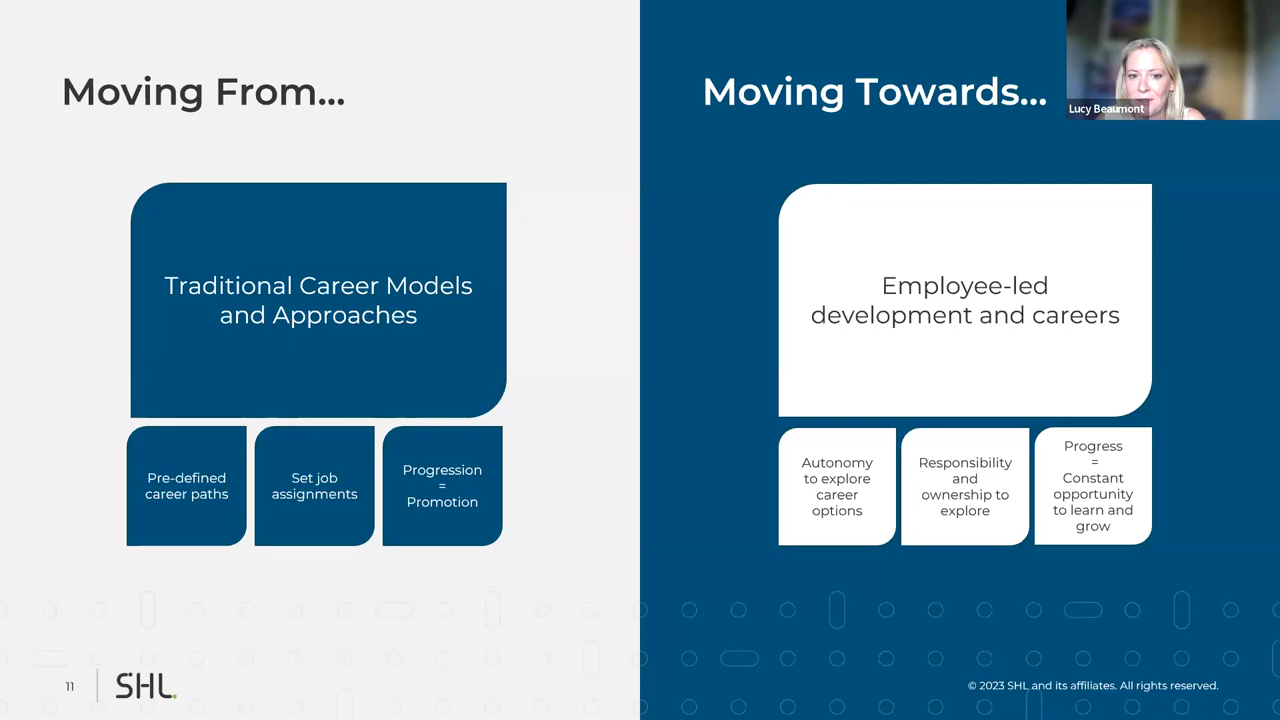 Moving From...
Moving Towards...
Lucy Beaumont
Traditional Career Models
and Approaches
Pre-defined
career paths
Set job
assignments
Progression
=
Promotion
Employee-led
development and careers
Autonomy
to explore
career
options
Responsibility
and
ownership to
explore
Progress
=
Constant
opportunity
to learn and
grow
11
SHL.
© 2023 SHL and its affiliates. All rights reserved.